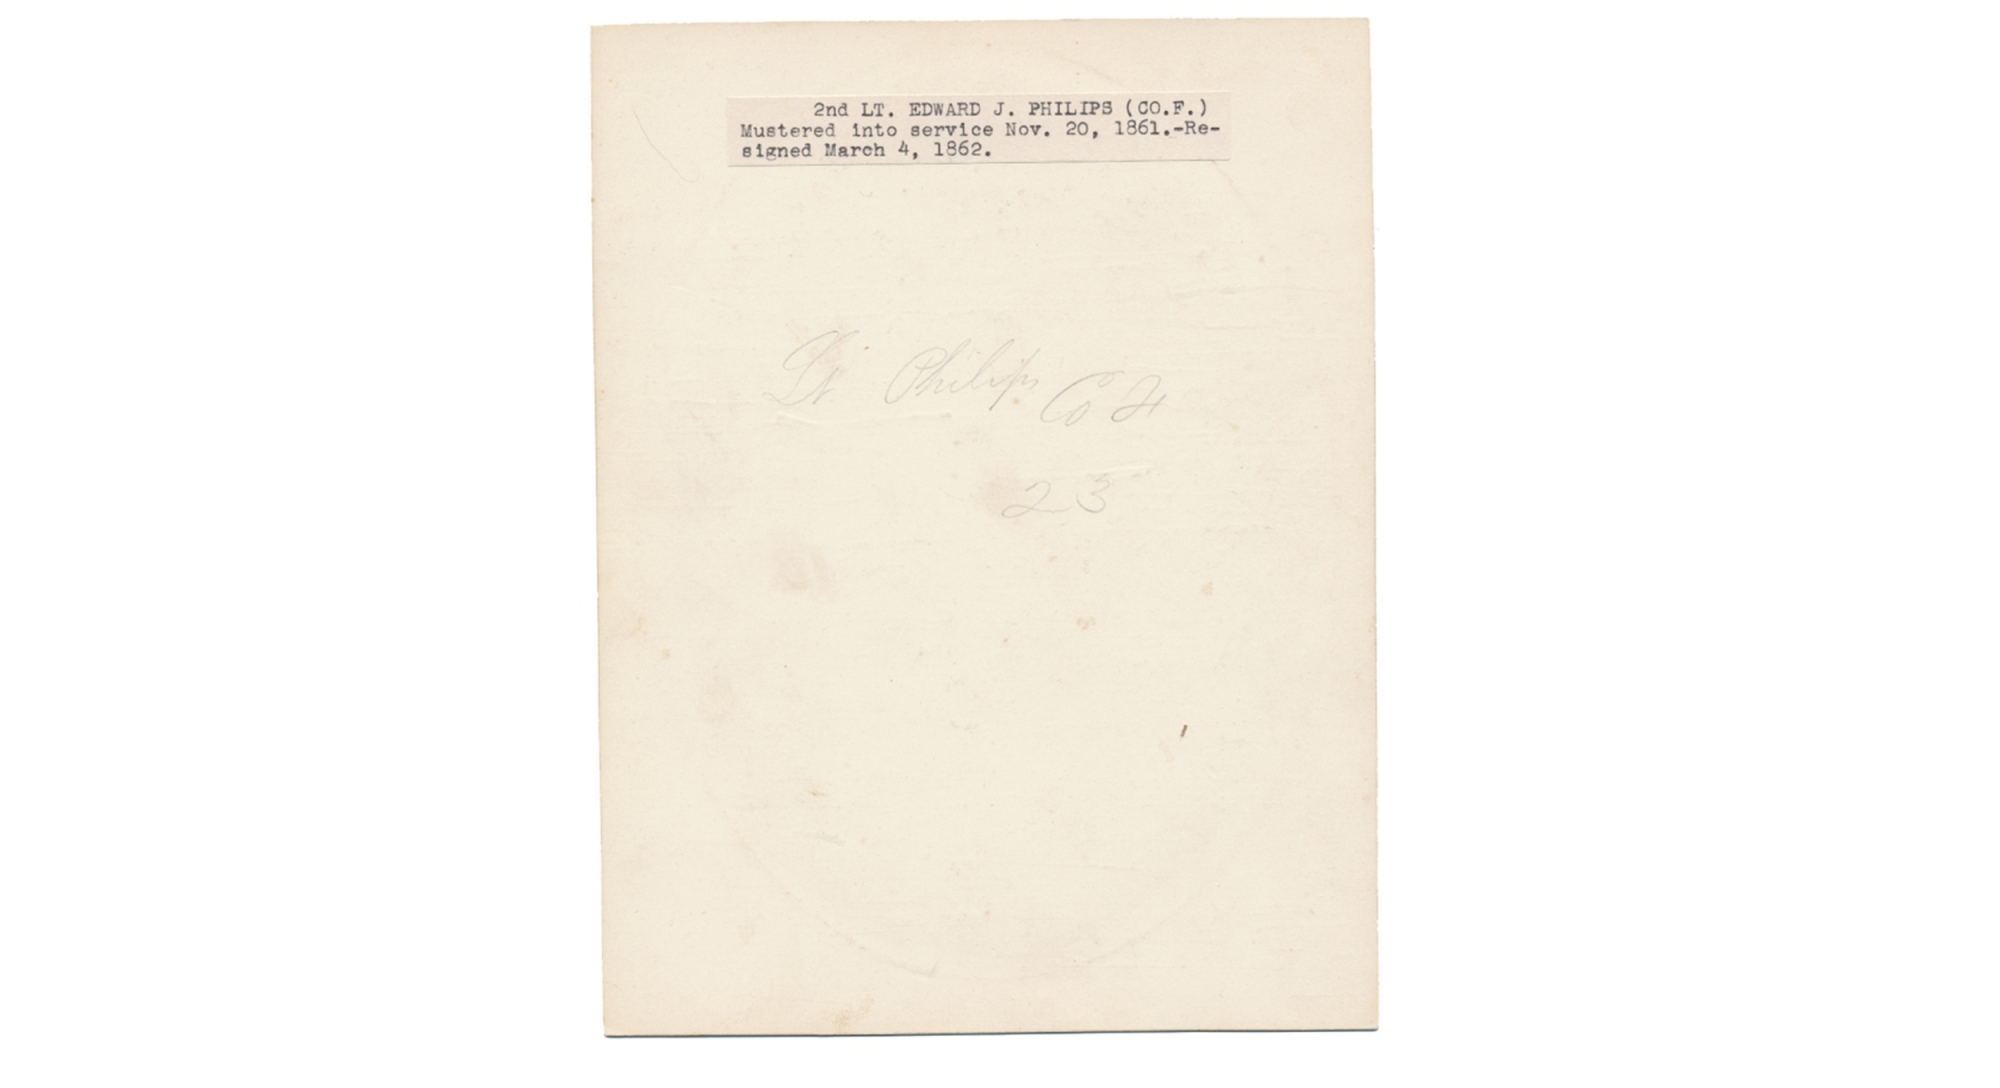 2nd LT. EDWARD J. PHILIPS (CO.F.)
Mustered into service Nov. 20, 1861.-Re-
signed March 4, 1862.
Lt Philips Co F
23